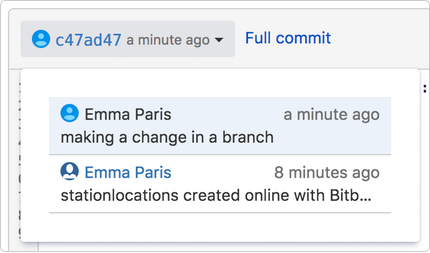 c47ad47 a minute ago Full commit
Emma Paris a minute ago
making a change in a branch
Emma Paris 8 minutes ago
stationlocations created online with Bitb...